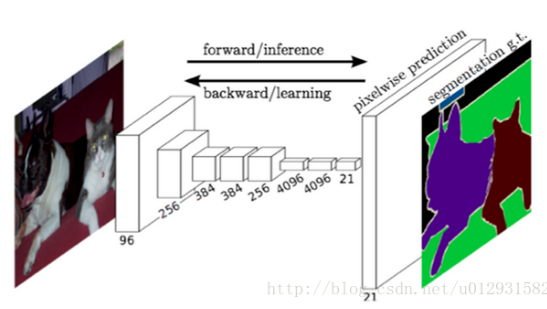 forward/inference
backward/learning
pixelwise prediction
segmentation g.t.
96
256
384
384
256
4096
4096
21
21
http://blog.csdn.net/u012931582